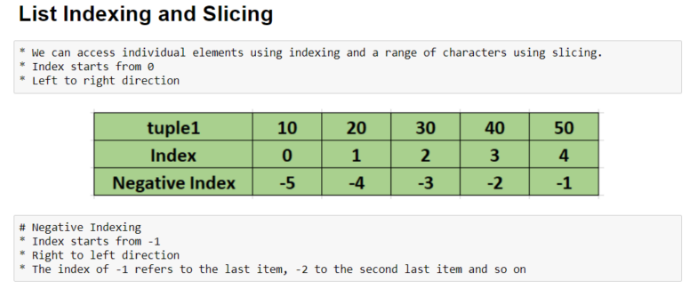 List Indexing and Slicing
* We can access individual elements using indexing and a range of characters using slicing.
* Index starts from 0
* Left to right direction
tuple1 10 20 30 40 50
Index 0 1 2 3 4
Negative Index -5 -4 -3 -2 -1
# Negative Indexing
* Index starts from -1
* Right to left direction
* The index of -1 refers to the last item, -2 to the second last item and so on